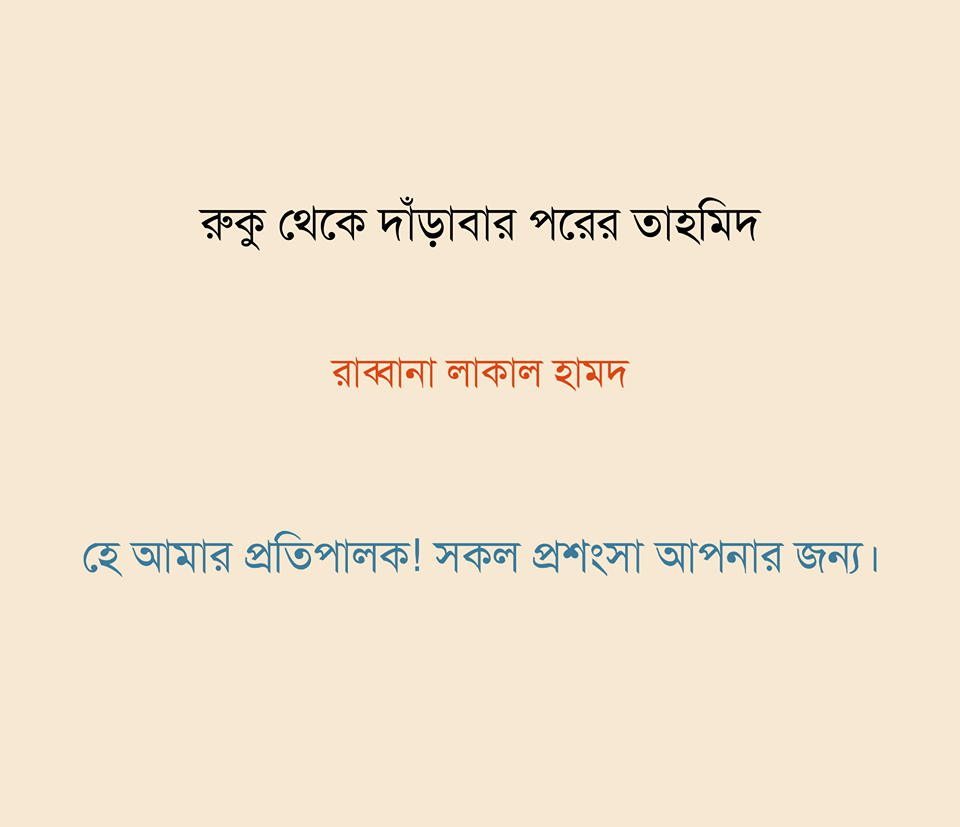 রুকু থেকে দাঁড়াবার পরের তাহমিদ
রাব্বানা লাকাল হামদ
হে আমার প্রতিপালক! সকল প্রশংসা আপনার জন্য।